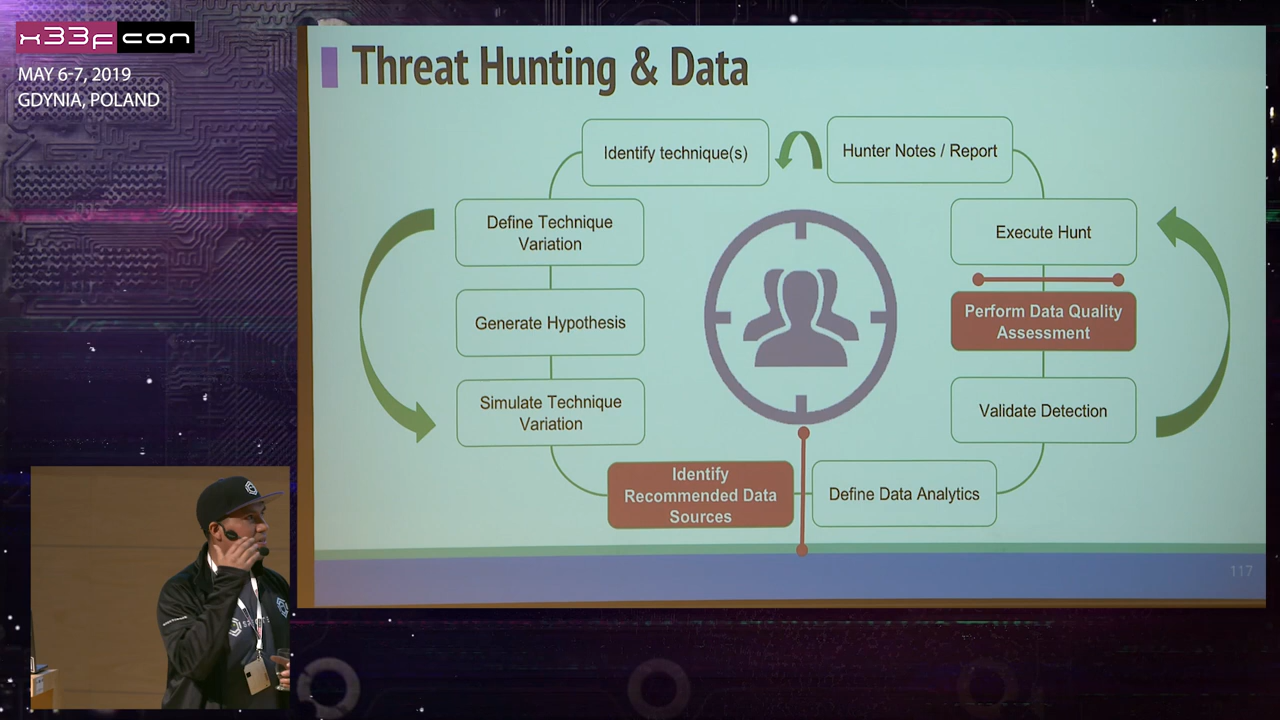 x33fcon
MAY 6-7, 2019
GDYNIA, POLAND
Threat Hunting & Data
Identify technique(s)
Hunter Notes / Report
Define Technique
Variation
Execute Hunt
Generate Hypothesis
Perform Data Quality
Assessment
Simulate Technique
Variation
Validate Detection
Identify
Recommended Data
Sources
Define Data Analytics
117